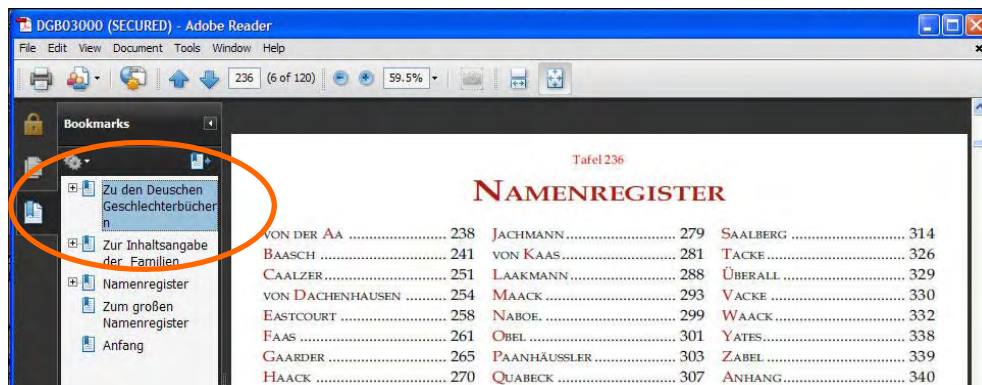 DGB03000 (SECURED) - Adobe Reader
File Edit View Document Tools Window Help
236 (6 of 120) 59.5%
Bookmarks
Zu den Deuschen
Geschlechterbücher
n
Zur Inhaltsangabe
der Familien
Namenregister
Zum großen
Namenregister
Anfang
Tafel 236
NAMENREGISTER
VON DER AA ................ 238 JACHMANN ................ 279 SAALBERG ................ 314
BAASCH ................ 241 VON KAAS ................ 281 TACKE ................ 326
CAALZER ................ 251 LAAKMANN ................ 288 ÜBERALL ................ 329
VON DACHENHAUSEN .......... 254 MAACK ................ 293 VACKE ................ 330
EASTCOURT ................ 258 NABOE. ................ 299 WAACK ................ 332
FAAS ................ 261 OBEL ................ 301 YATES ................ 338
GAARDER ................ 265 PAANHÄUSSLER ................ 303 ZABEL ................ 339
HAACK ................ 270 QUABECK ................ 307 ANHANG ................ 340